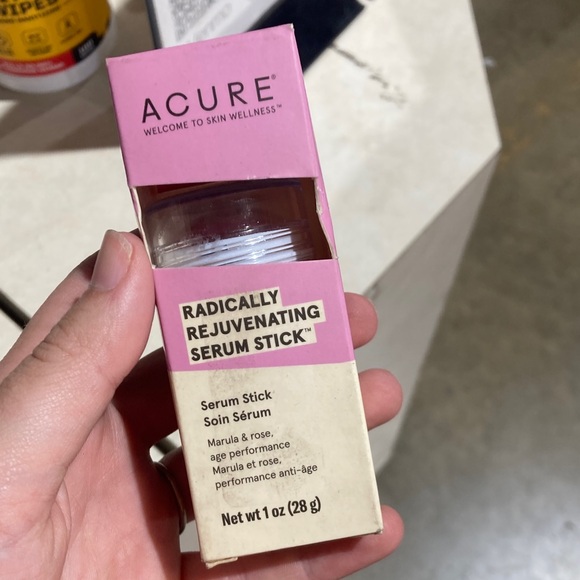 WIPES
ACURE®
WELCOME TO SKIN WELLNESS™
RADICALLY
REJUVENATING
SERUM STICK™
Serum Stick
Soin Sérum
Marula & rose,
age performance
Marula et rose,
performance anti-âge
Net wt 1 oz (28 g)